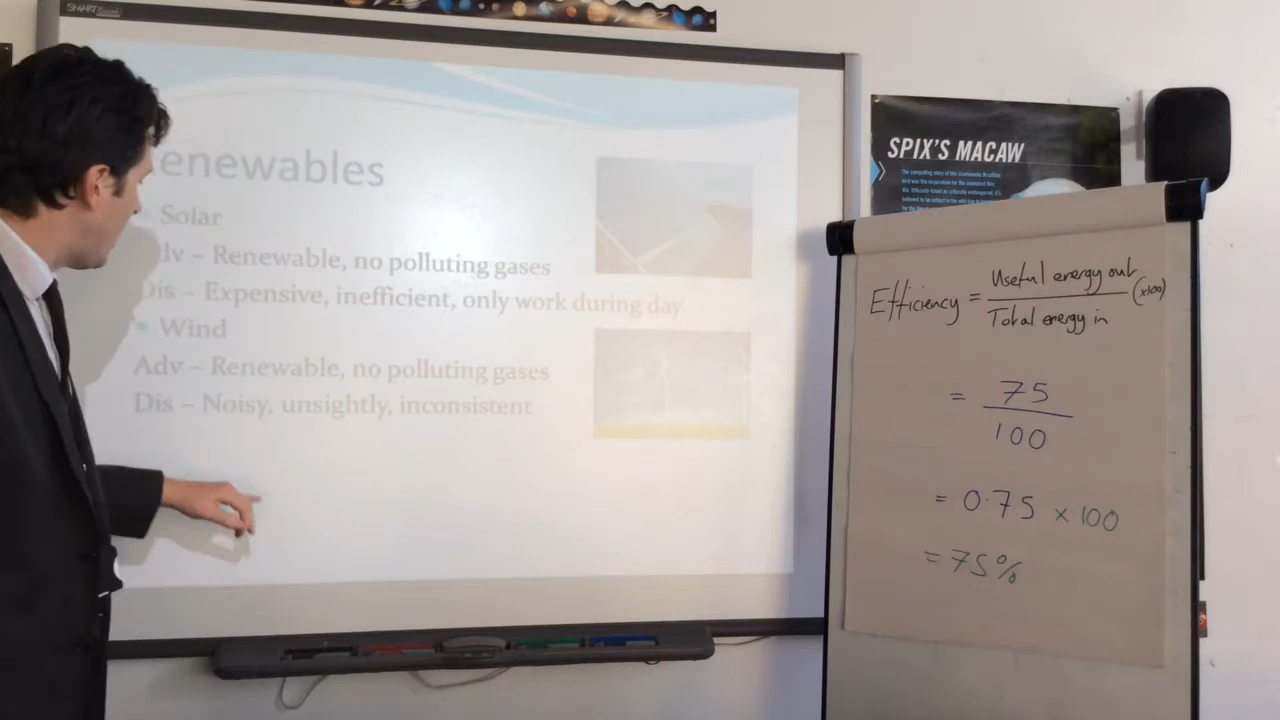 SMART Board
enewables
Solar
dv – Renewable, no polluting gases
Dis – Expensive, inefficient, only work during day
Wind
Adv – Renewable, no polluting gases
Dis – Noisy, unsightly, inconsistent
SPIX'S MACAW
Efficiency = Useful energy out (x100)
Total energy in
= 75
100
= 0.75 x 100
= 75%